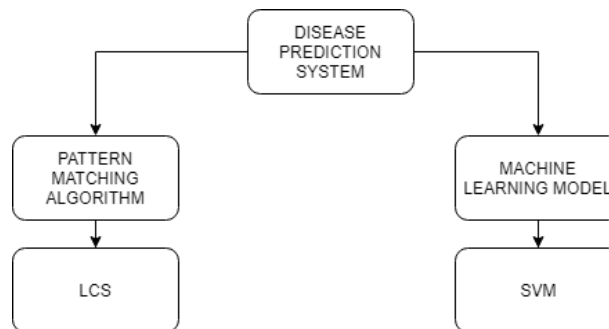 DISEASE
PREDICTION
SYSTEM
PATTERN
MATCHING
ALGORITHM
MACHINE
LEARNING MODEL
LCS
SVM